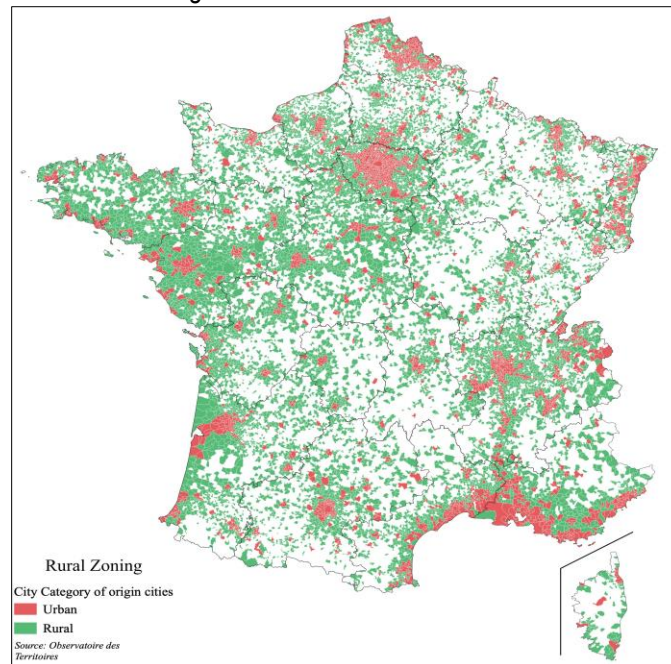 Rural Zoning
City Category of origin cities
Urban
Rural
Source: Observatoire des
Territoires